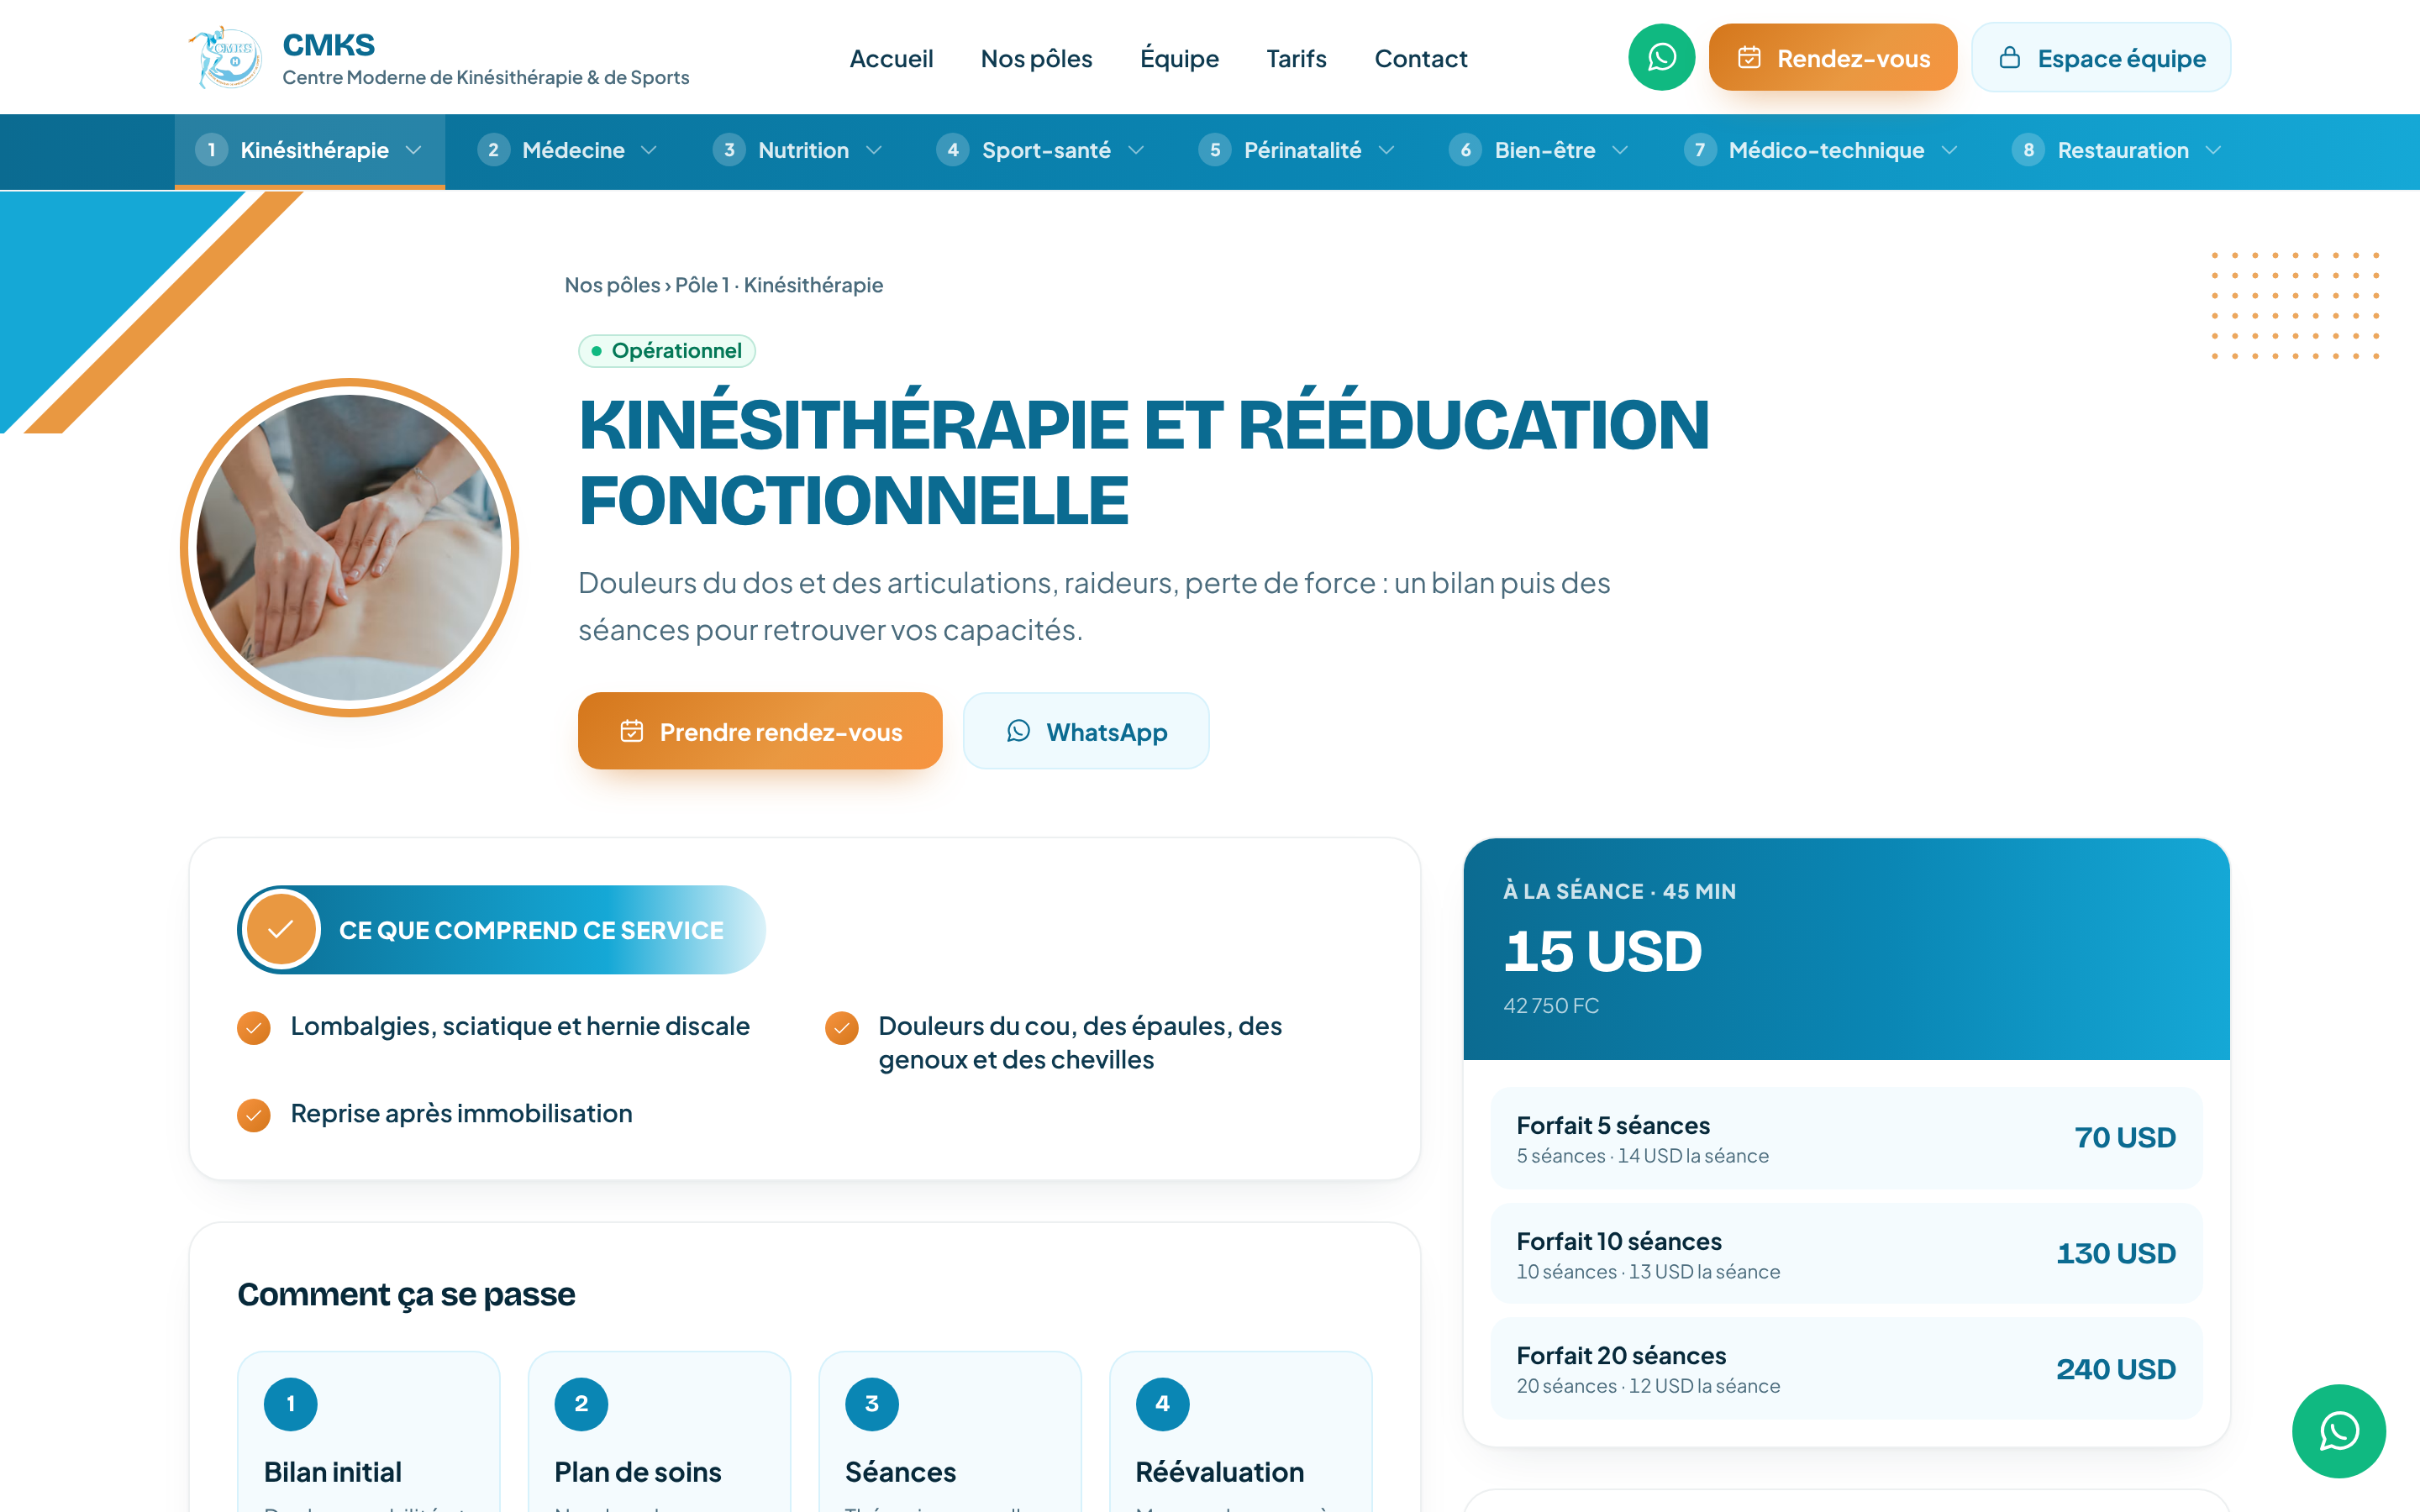 CMKS
CMKS
Centre Moderne de Kinésithérapie & de Sports
Accueil
Nos pôles
Équipe
Tarifs
Contact
Rendez-vous
Espace équipe
1 Kinésithérapie
2 Médecine
3 Nutrition
4 Sport-santé
5 Périnatalité
6 Bien-être
7 Médico-technique
8 Restauration
Nos pôles › Pôle 1 · Kinésithérapie
Opérationnel
KINÉSITHÉRAPIE ET RÉÉDUCATION
FONCTIONNELLE
Douleurs du dos et des articulations, raideurs, perte de force : un bilan puis des
séances pour retrouver vos capacités.
Prendre rendez-vous
WhatsApp
CE QUE COMPREND CE SERVICE
Lombalgies, sciatique et hernie discale
Douleurs du cou, des épaules, des
genoux et des chevilles
Reprise après immobilisation
À LA SÉANCE · 45 MIN
15 USD
42 750 FC
Forfait 5 séances
5 séances · 14 USD la séance
70 USD
Forfait 10 séances
10 séances · 13 USD la séance
130 USD
Forfait 20 séances
20 séances · 12 USD la séance
240 USD
Comment ça se passe
1
Bilan initial
2
Plan de soins
3
Séances
4
Réévaluation